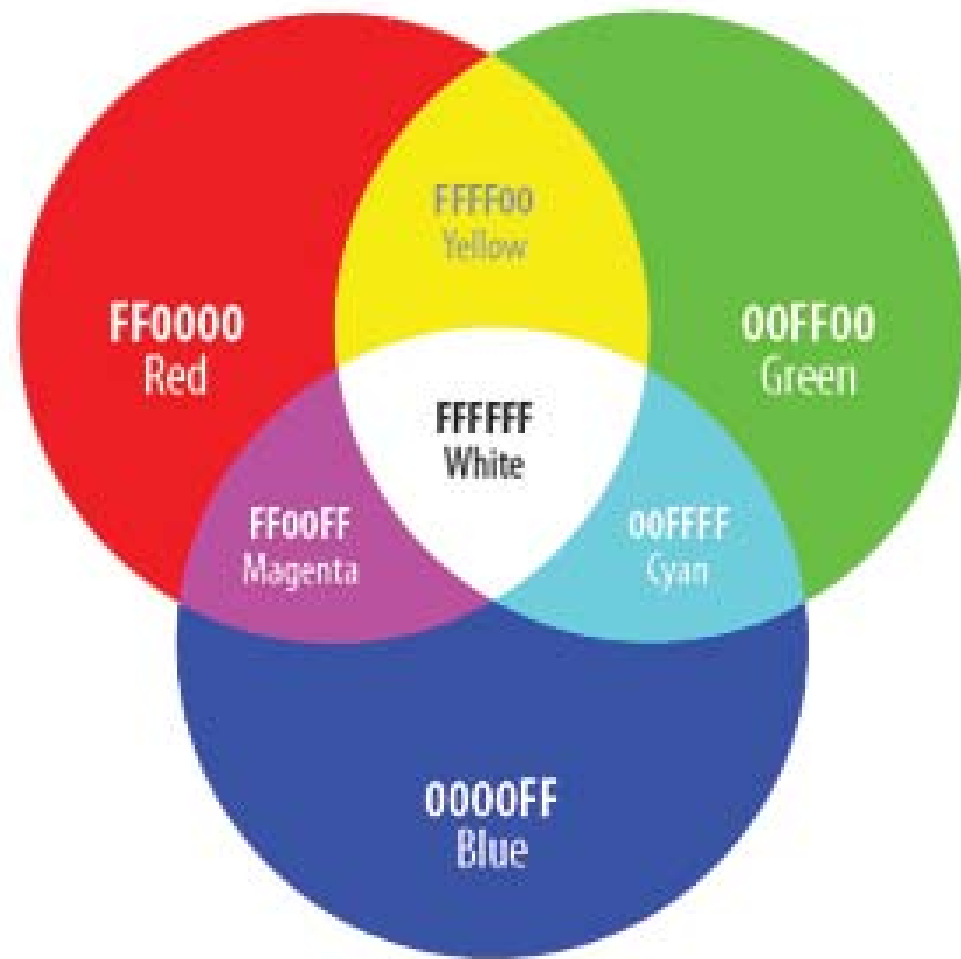 FFFF00
Yellow
FF0000
Red
00FF00
Green
FFFFFF
White
FF00FF
Magenta
00FFFF
Cyan
0000FF
Blue